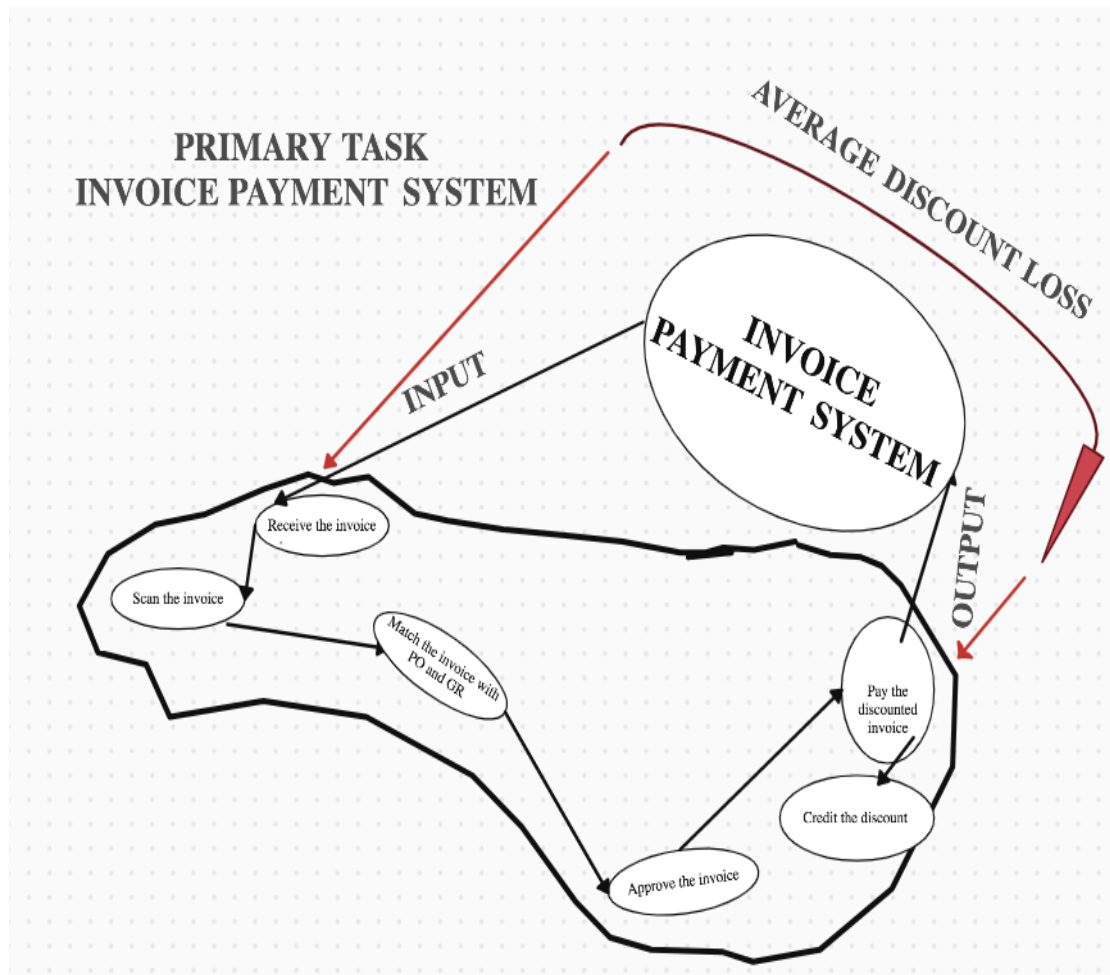 PRIMARY TASK
INVOICE PAYMENT SYSTEM
AVERAGE DISCOUNT LOSS
INVOICE
PAYMENT SYSTEM
INPUT
OUTPUT
Receive the invoice
Scan the invoice
Match the invoice with
PO and GR
Pay the
discounted
invoice
Credit the discount
Approve the invoice